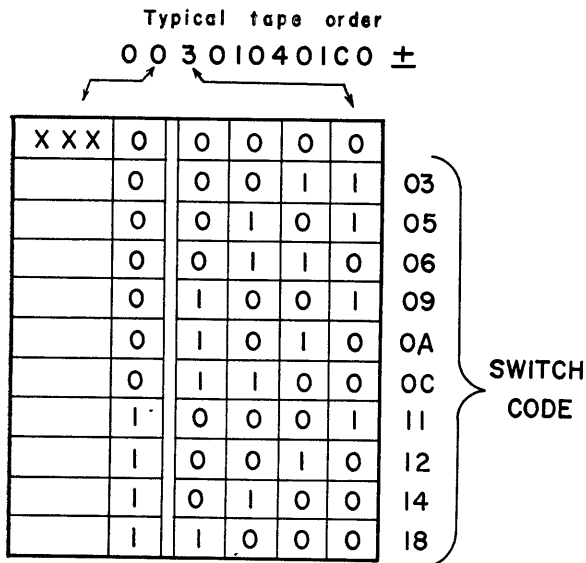 Typical tape order
0 0 3 0 1 0 4 0 1 C 0 ±
X X X 0 0 0 0 0
0 0 0 1 1 03
0 0 1 0 1 05
0 0 1 1 0 06
0 1 0 0 1 09
0 1 0 1 0 0A
0 1 1 0 0 0C
1 0 0 0 1 11
1 0 0 1 0 12
1 0 1 0 0 14
1 1 0 0 0 18
SWITCH
CODE